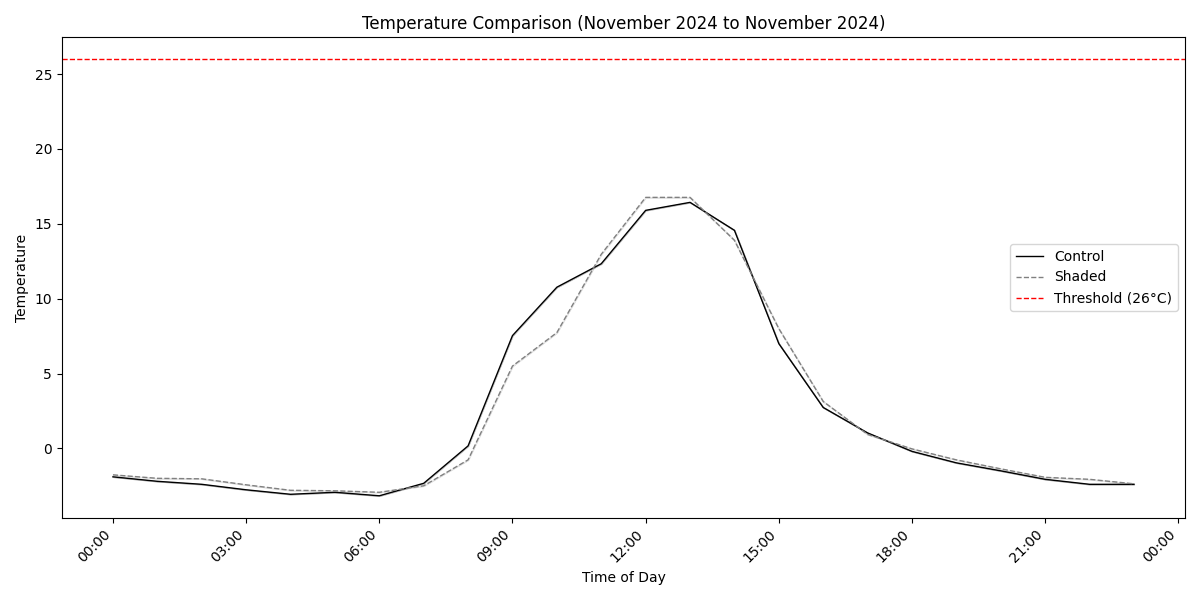 Temperature Comparison (November 2024 to November 2024)
Temperature
25
20
15
10
5
0
Control
Shaded
Threshold (26°C)
00:00
03:00
06:00
09:00
12:00
15:00
18:00
21:00
00:00
Time of Day